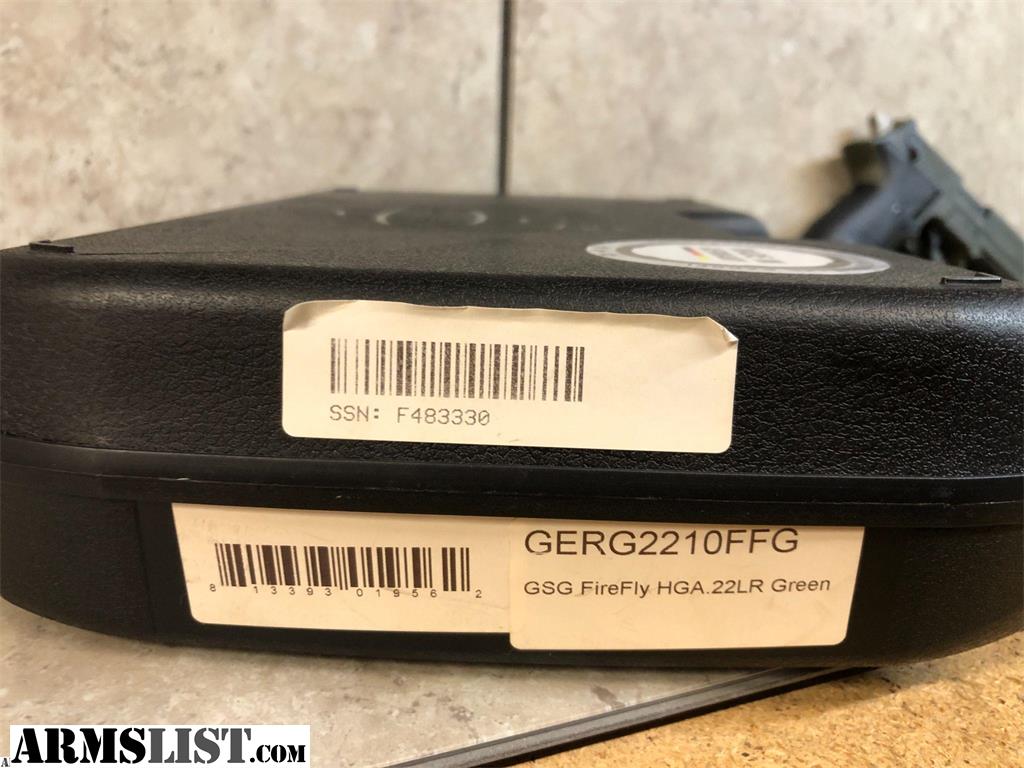 SSN: F483330
8 13393 01956 2
GERG2210FFG
GSG FireFly HGA.22LR Green
ARMSLIST.COM